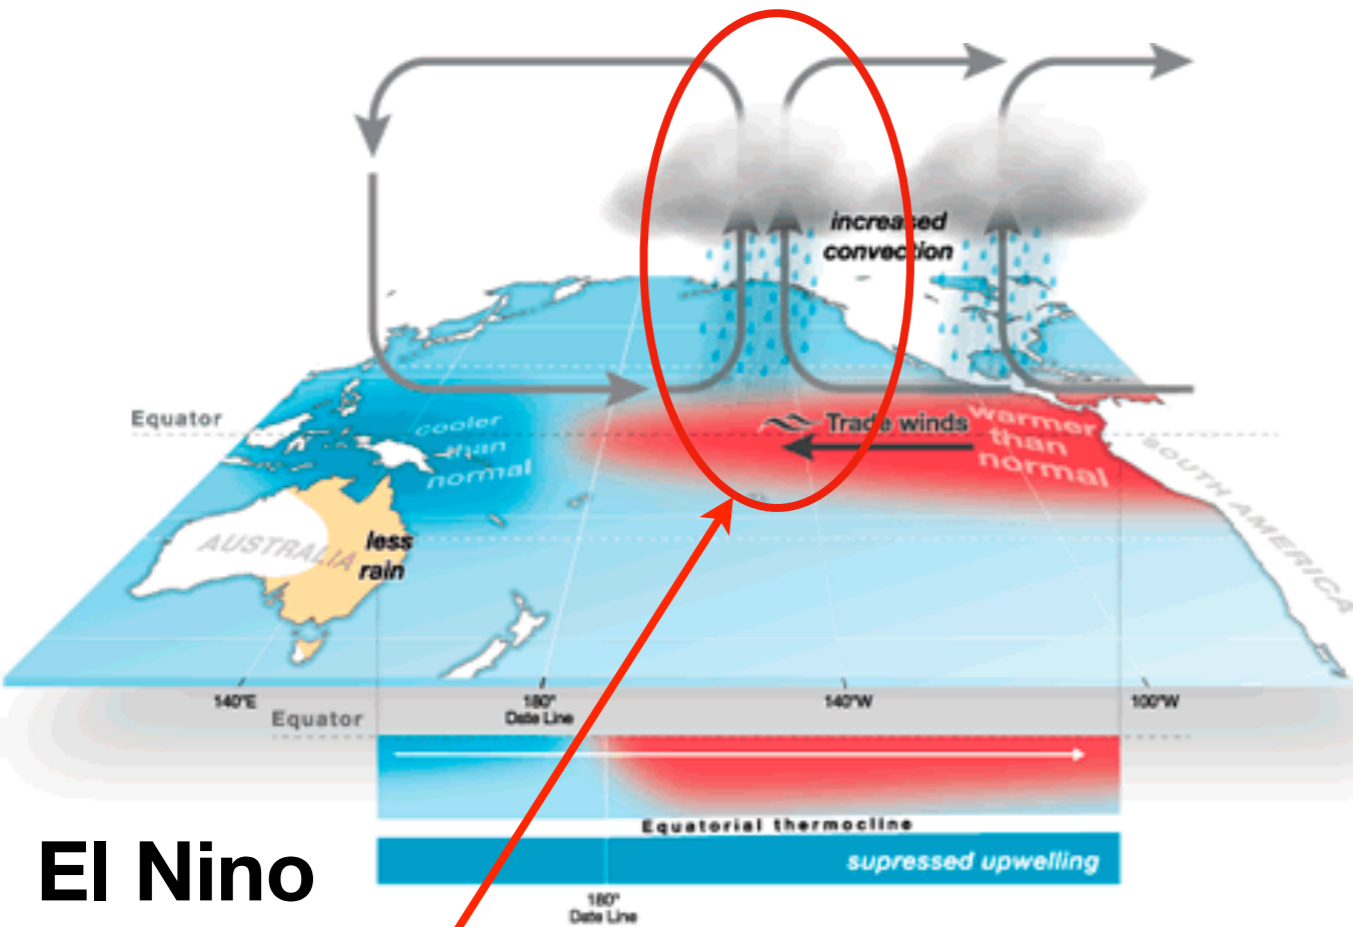 increased
convection
Equator
Trade winds
cooler
than
normal
warmer
than
normal
SOUTH AMERICA
AUSTRALIA
less
rain
140°E
180°
Date Line
140°W
100°W
Equator
Equatorial thermocline
supressed upwelling
El Nino
180°
Date Line